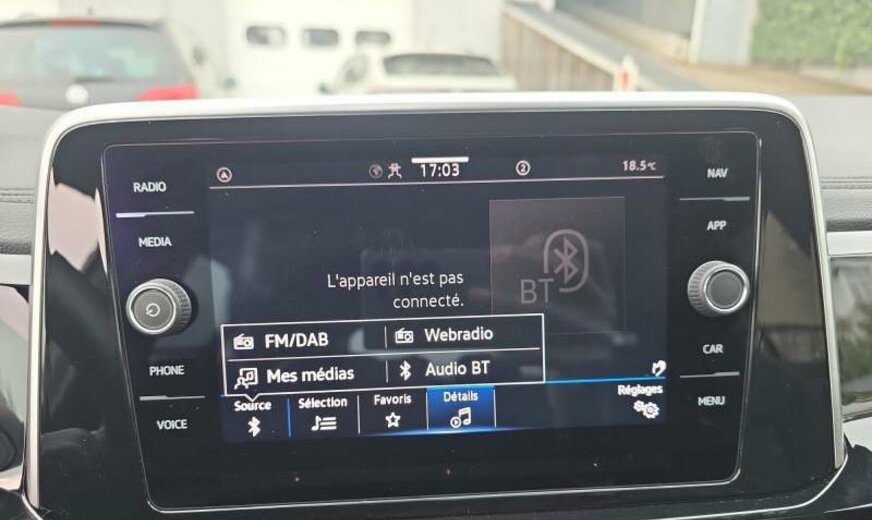 RADIO
MEDIA
PHONE
VOICE
17:03
2
18.5°C
L'appareil n'est pas
connecté.
BT
FM/DAB
Webradio
Mes médias
Audio BT
Source
Sélection
Favoris
Détails
Réglages
NAV
APP
CAR
MENU